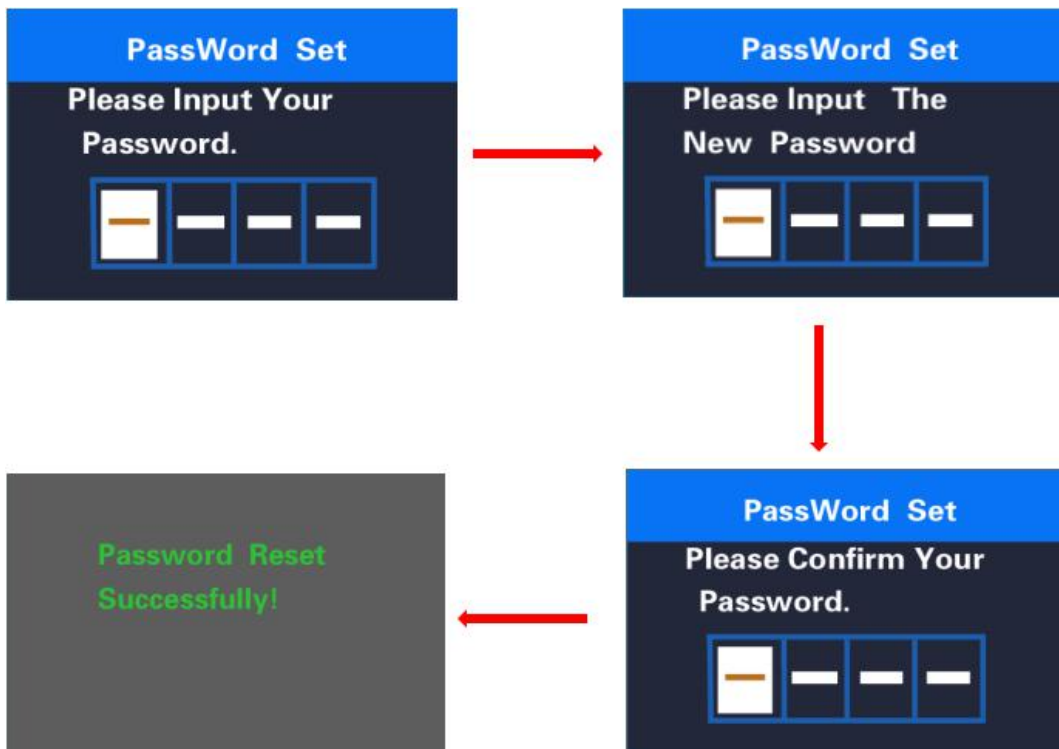 PassWord Set
Please Input Your
Password.
PassWord Set
Please Input The
New Password
PassWord Set
Please Confirm Your
Password.
Password Reset
Successfully!